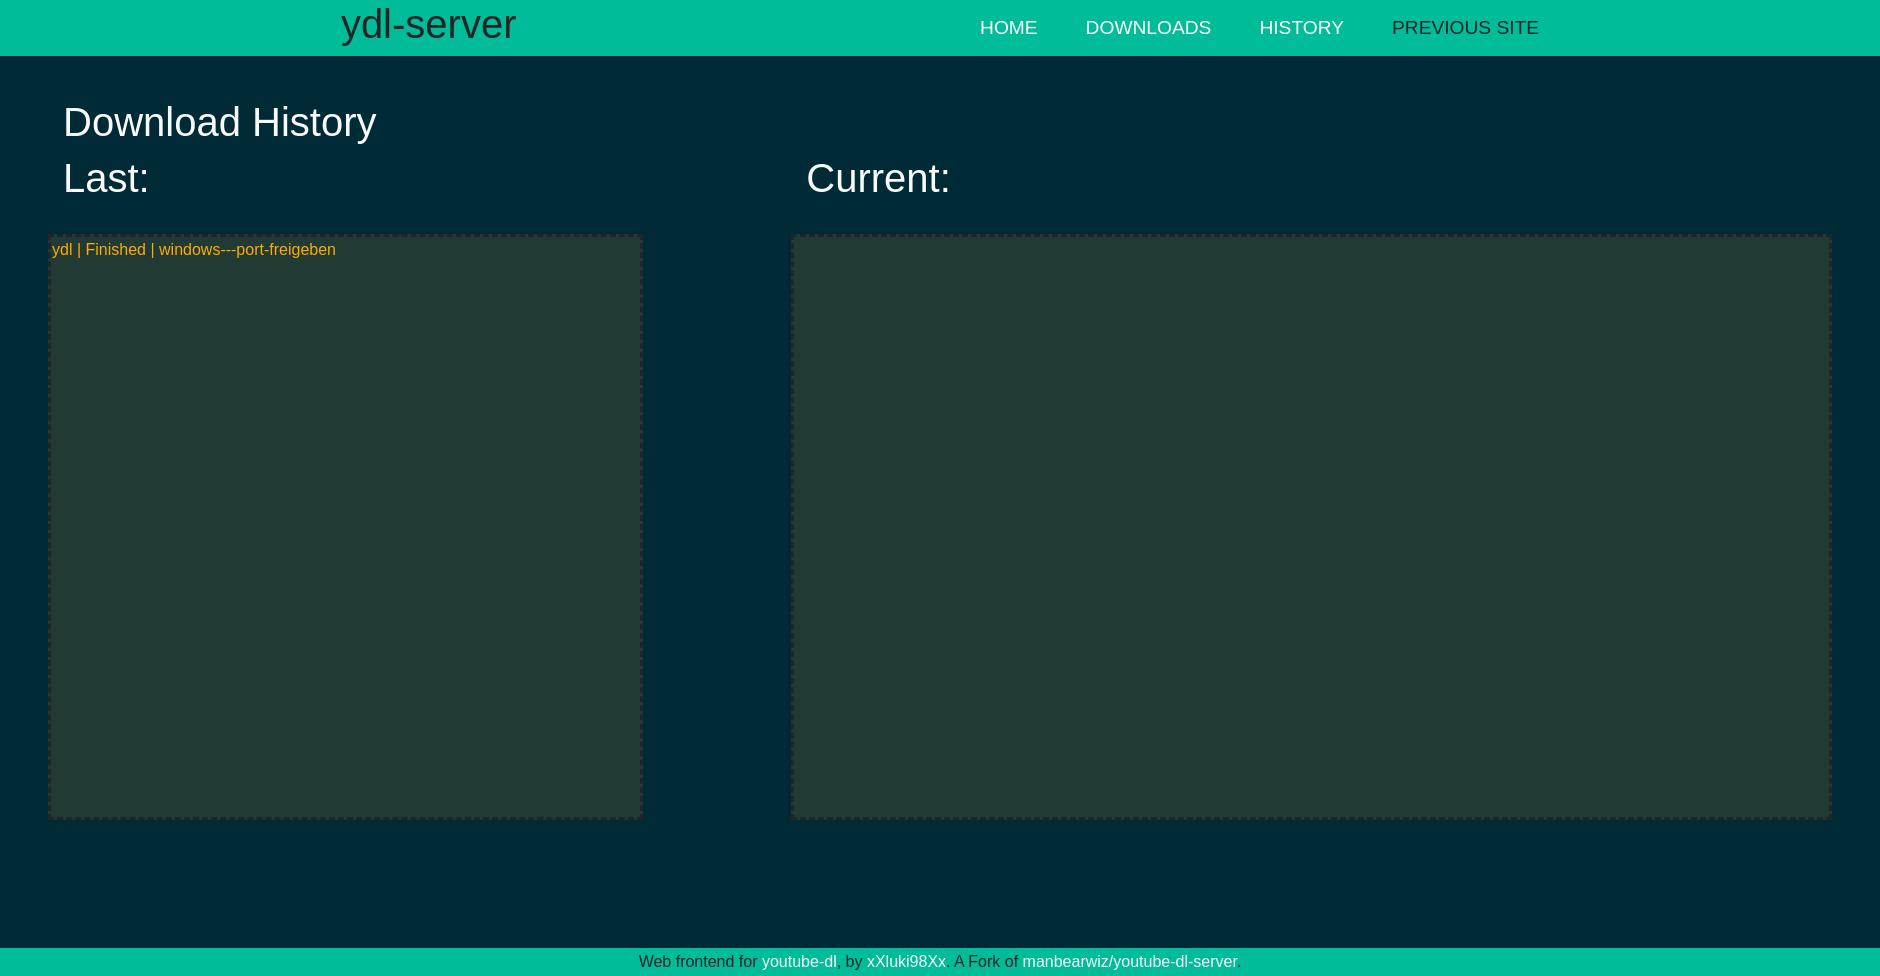 ydl-server
HOME
DOWNLOADS
HISTORY
PREVIOUS SITE
Download History
Last:
Current:
ydl | Finished | windows---port-freigeben
Web frontend for youtube-dl, by xXluki98Xx. A Fork of manbearwiz/youtube-dl-server.